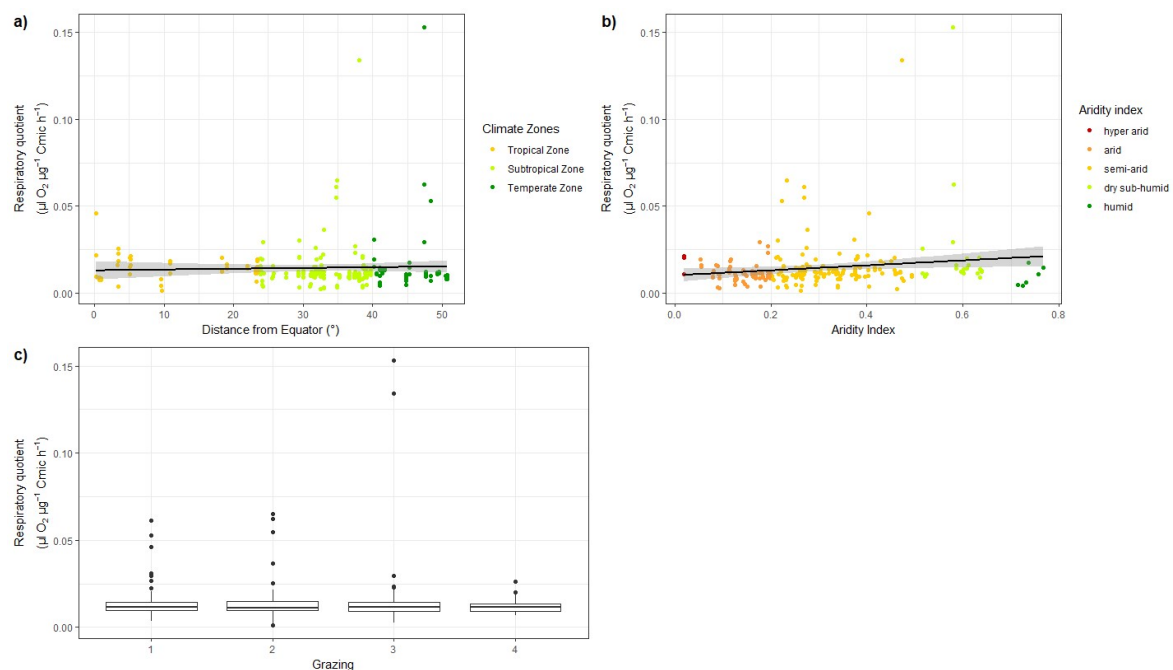 a)
0.15
0.10
0.05
0.00
Respiratory quotient
(µl O₂ µg⁻¹ Cmic h⁻¹)
0 10 20 30 40 50
Distance from Equator (°)
Climate Zones
Tropical Zone
Subtropical Zone
Temperate Zone
b)
0.15
0.10
0.05
0.00
Respiratory quotient
(µl O₂ µg⁻¹ Cmic h⁻¹)
0.0 0.2 0.4 0.6 0.8
Aridity Index
Aridity index
hyper arid
arid
semi-arid
dry sub-humid
humid
c)
0.15
0.10
0.05
0.00
Respiratory quotient
(µl O₂ µg⁻¹ Cmic h⁻¹)
1 2 3 4
Grazing